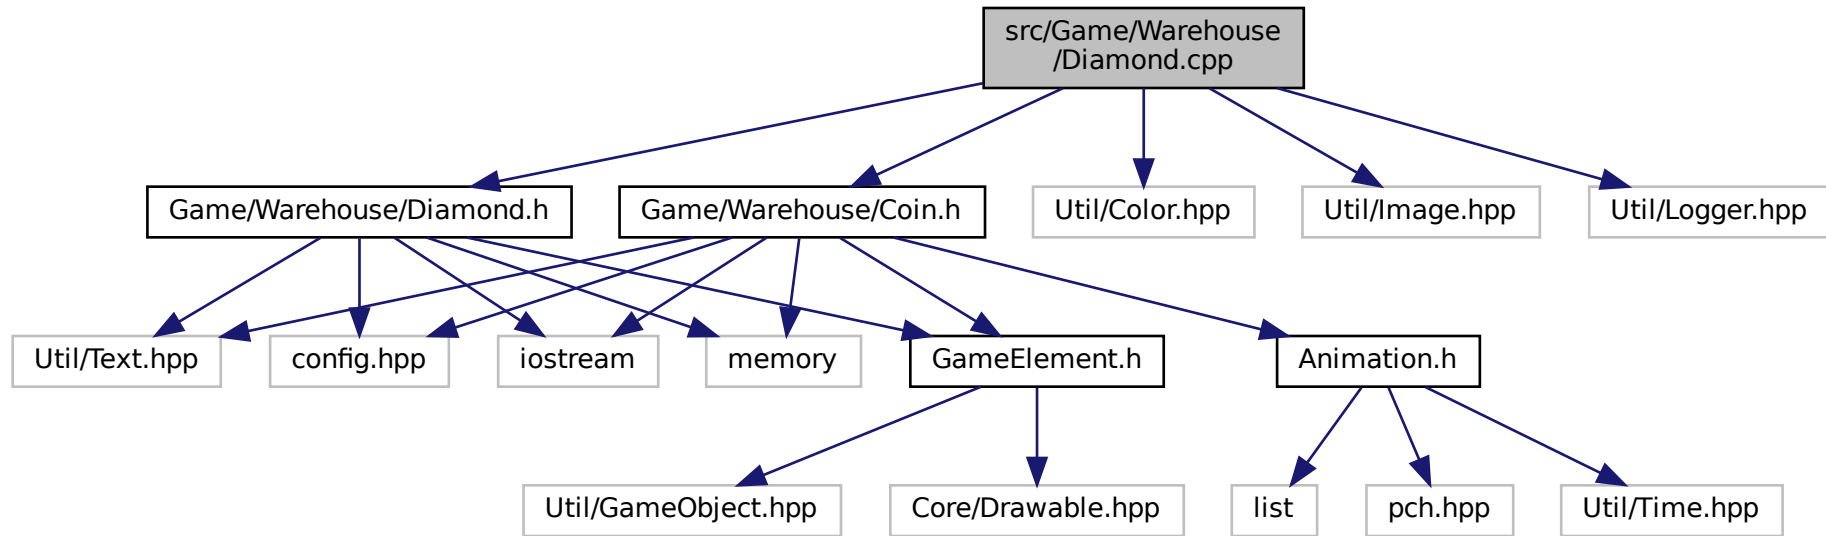 src/Game/Warehouse
/Diamond.cpp
Game/Warehouse/Diamond.h
Game/Warehouse/Coin.h
Util/Color.hpp
Util/Image.hpp
Util/Logger.hpp
Util/Text.hpp
config.hpp
iostream
memory
GameElement.h
Animation.h
Util/GameObject.hpp
Core/Drawable.hpp
list
pch.hpp
Util/Time.hpp